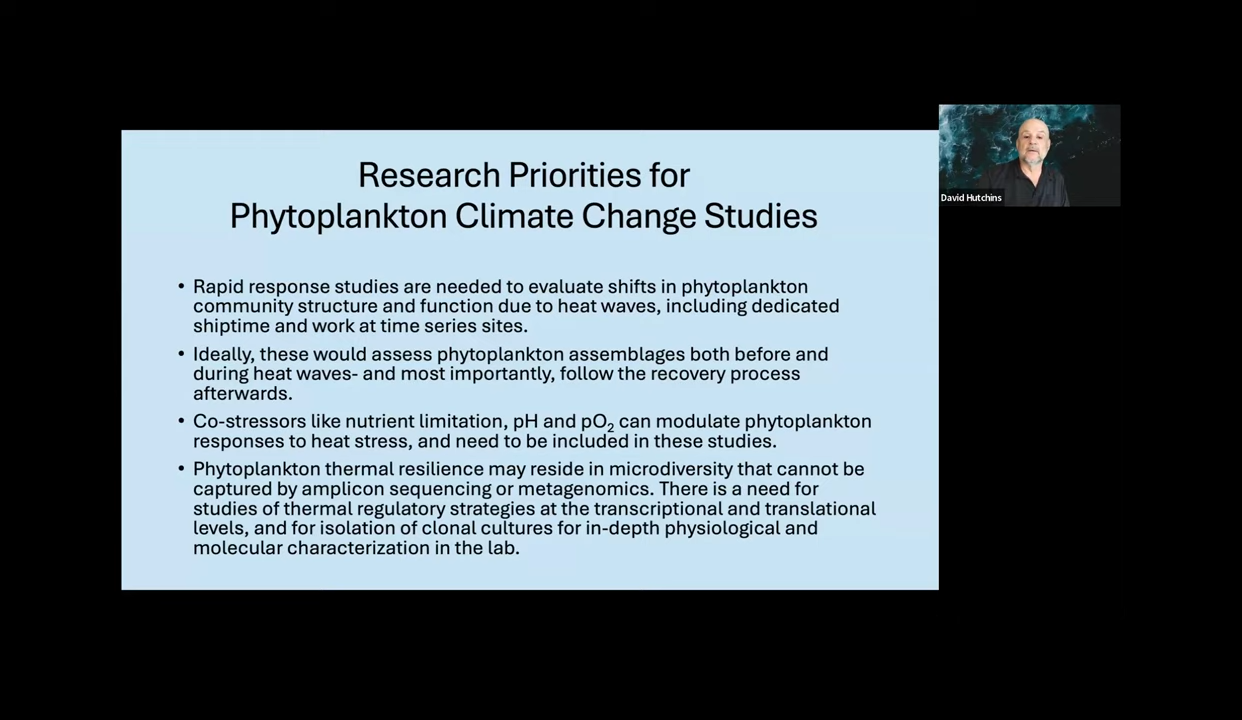 Research Priorities for
Phytoplankton Climate Change Studies
• Rapid response studies are needed to evaluate shifts in phytoplankton
community structure and function due to heat waves, including dedicated
shiptime and work at time series sites.
• Ideally, these would assess phytoplankton assemblages both before and
during heat waves- and most importantly, follow the recovery process
afterwards.
• Co-stressors like nutrient limitation, pH and pO₂ can modulate phytoplankton
responses to heat stress, and need to be included in these studies.
• Phytoplankton thermal resilience may reside in microdiversity that cannot be
captured by amplicon sequencing or metagenomics. There is a need for
studies of thermal regulatory strategies at the transcriptional and translational
levels, and for isolation of clonal cultures for in-depth physiological and
molecular characterization in the lab.
David Hutchins